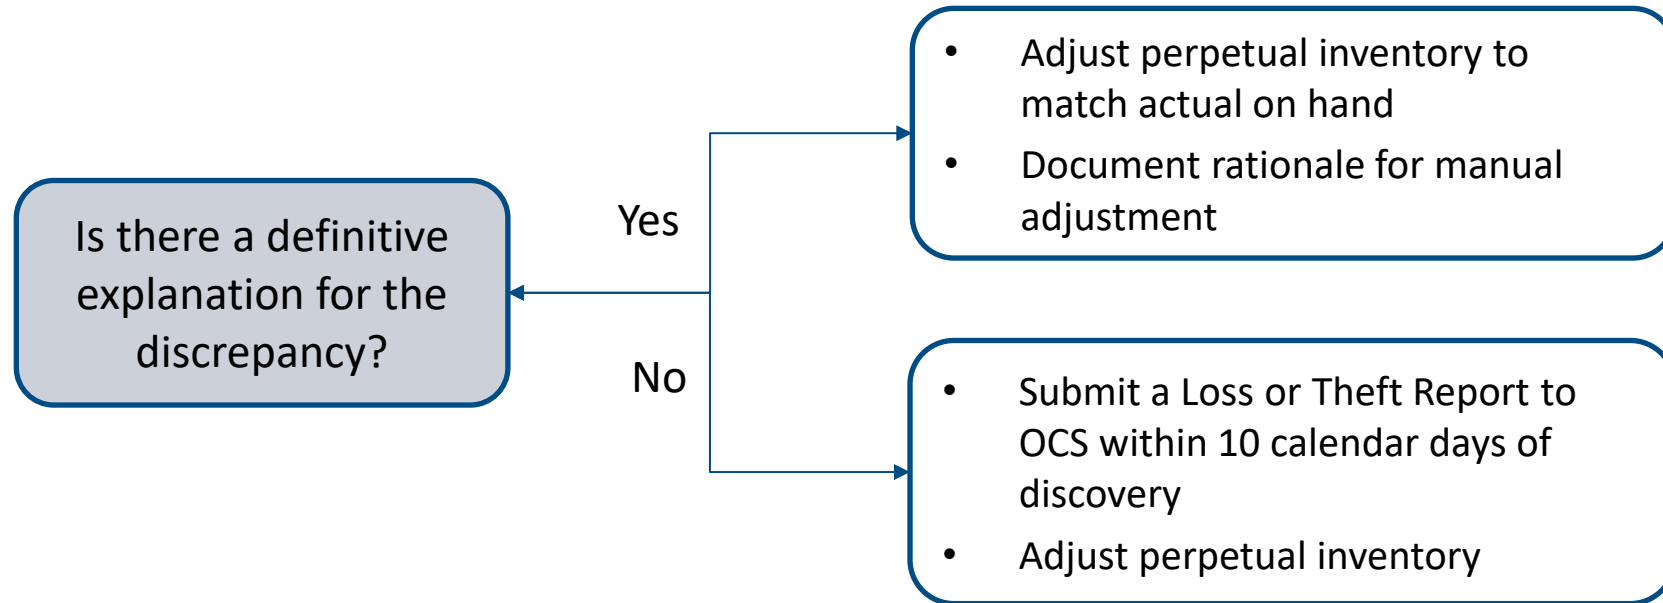 Is there a definitive
explanation for the
discrepancy?
Yes
• Adjust perpetual inventory to
match actual on hand
• Document rationale for manual
adjustment
No
• Submit a Loss or Theft Report to
OCS within 10 calendar days of
discovery
• Adjust perpetual inventory